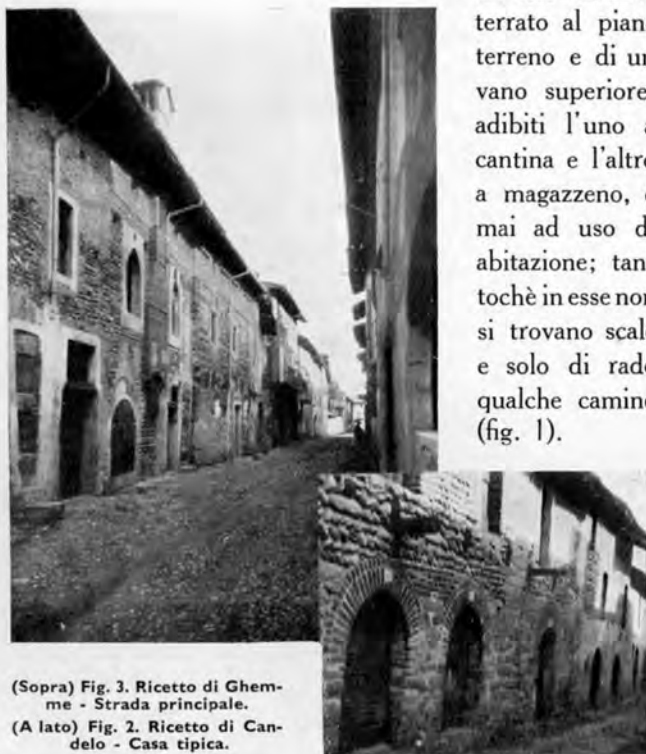 terrato al pian
terreno e di un
vano superiore,
adibiti l'uno a
cantina e l'altro
a magazzeno, e
mai ad uso d'
abitazione; tan-
tochè in esse non
si trovano scale
e solo di rado
qualche camino
(fig. 1).
(Sopra) Fig. 3. Ricetto di Ghem-
me - Strada principale.
(A lato) Fig. 2. Ricetto di Can-
delo - Casa tipica.